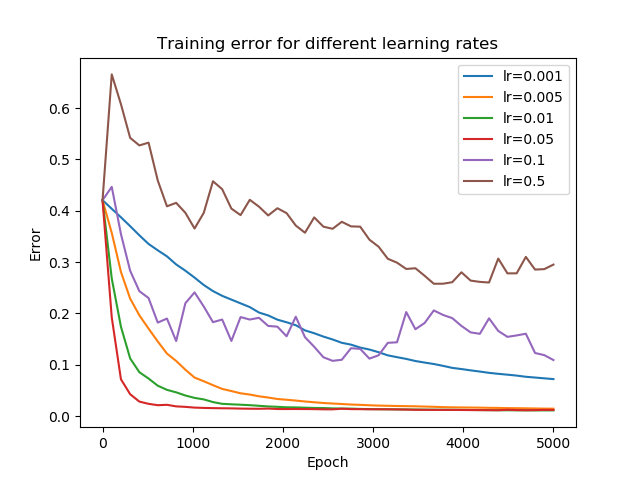 Training error for different learning rates
lr=0.001
lr=0.005
lr=0.01
lr=0.05
lr=0.1
lr=0.5
Error
0.6
0.5
0.4
0.3
0.2
0.1
0.0
0 1000 2000 3000 4000 5000
Epoch